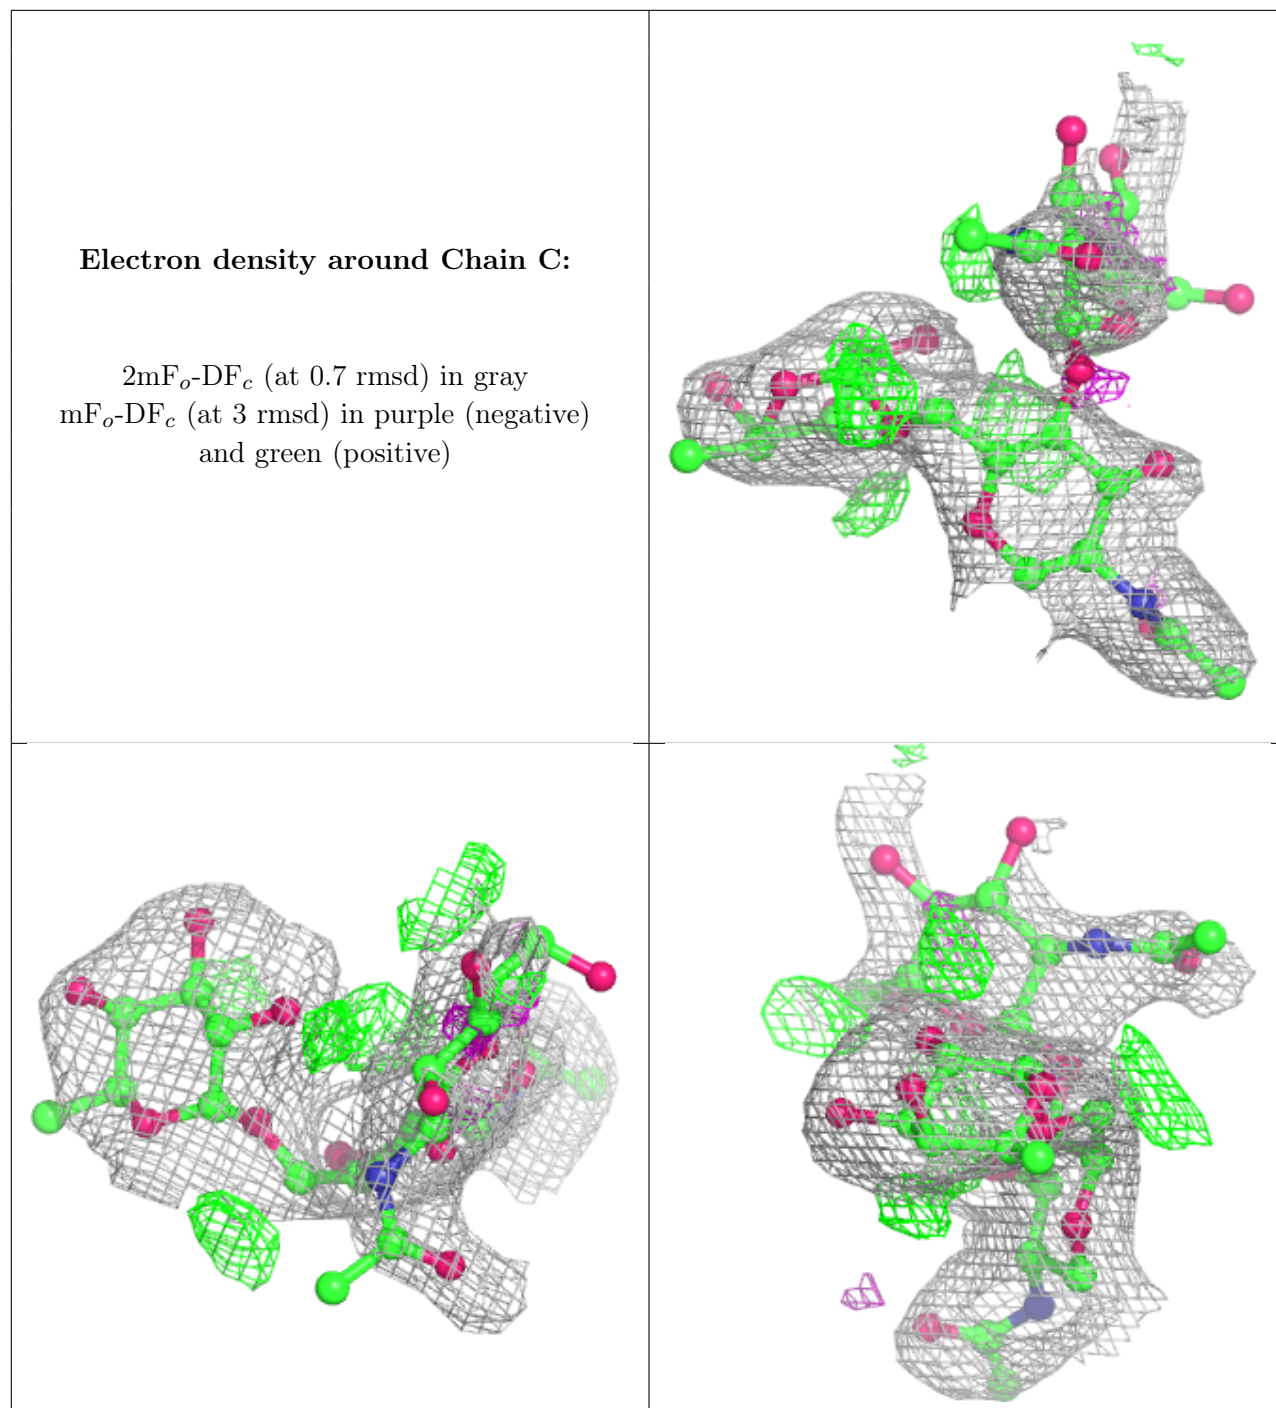 Electron density around Chain C:
2mFₒ-DF𝒸 (at 0.7 rmsd) in gray
mFₒ-DF𝒸 (at 3 rmsd) in purple (negative)
and green (positive)